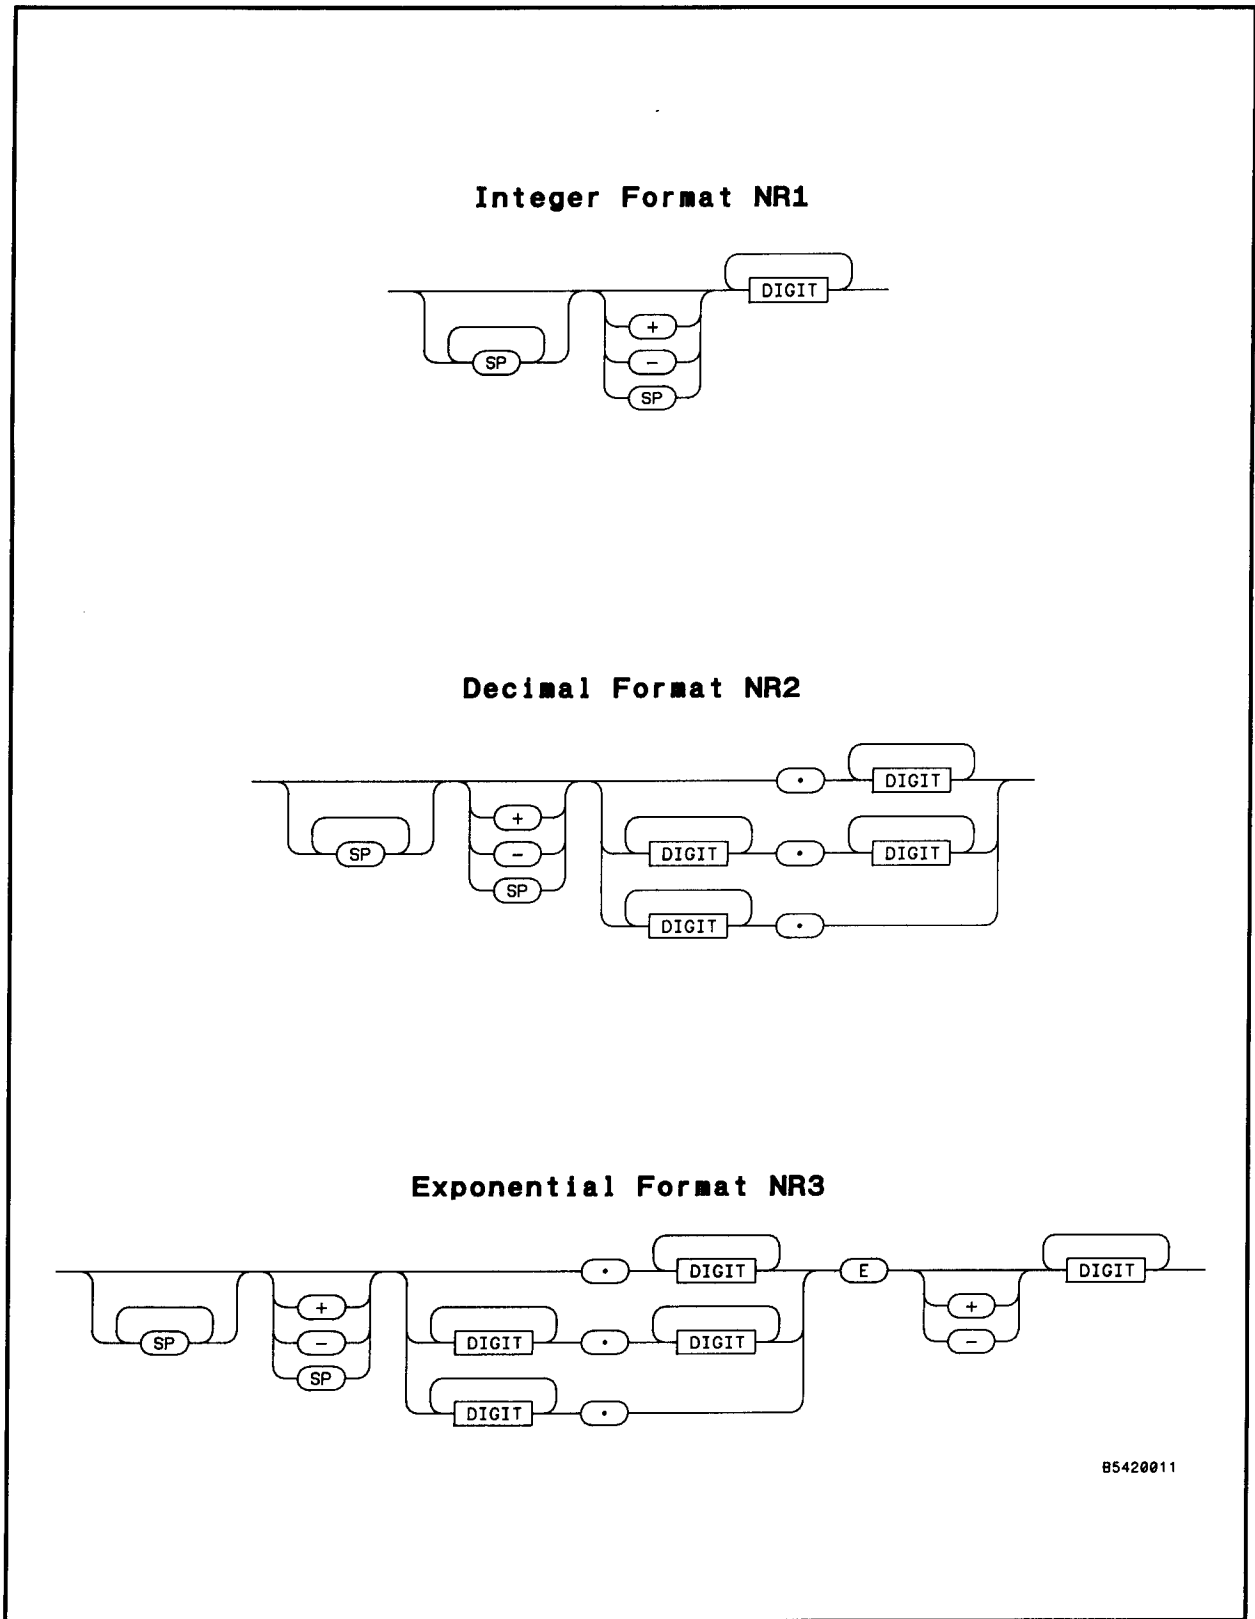 Integer Format NR1
DIGIT
+
SP -
SP
Decimal Format NR2
. DIGIT
+
SP - DIGIT . DIGIT
SP
DIGIT .
Exponential Format NR3
. DIGIT E DIGIT
+ +
SP - DIGIT . DIGIT -
SP
DIGIT .
B5420011